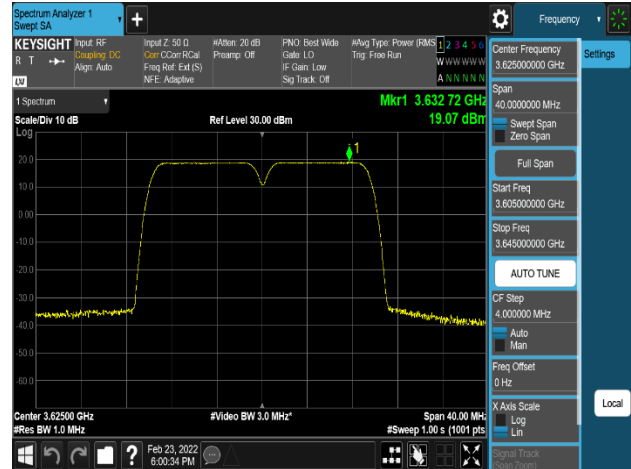 Spectrum Analyzer 1
Swept SA
Frequency
KEYSIGHT
R T
LXI
Input: RF
Coupling: DC
Align: Auto
Input Z: 50 Ω
Corr CCorr RCal
Freq Ref: Ext (S)
NFE: Adaptive
#Atten: 20 dB
Preamp: Off
PNO: Best Wide
Gate: LO
IF Gain: Low
Sig Track: Off
#Avg Type: Power (RMS
Trig: Free Run
1 2 3 4 5 6
W W W W W W
A N N N N N
1 Spectrum
Scale/Div 10 dB
Log
Ref Level 30.00 dBm
Mkr1 3.632 72 GHz
19.07 dBm
1
20.0
10.0
0.00
-10.0
-20.0
-30.0
-40.0
-50.0
-60.0
Center 3.62500 GHz
#Res BW 1.0 MHz
#Video BW 3.0 MHz*
Span 40.00 MHz
#Sweep 1.00 s (1001 pts
Feb 23, 2022
6:00:34 PM
Center Frequency
3.625000000 GHz
Span
40.0000000 MHz
Swept Span
Zero Span
Full Span
Start Freq
3.605000000 GHz
Stop Freq
3.645000000 GHz
AUTO TUNE
CF Step
4.000000 MHz
Auto
Man
Freq Offset
0 Hz
X Axis Scale
Log
Lin
Signal Track
(Span Zoom)
Settings
Local